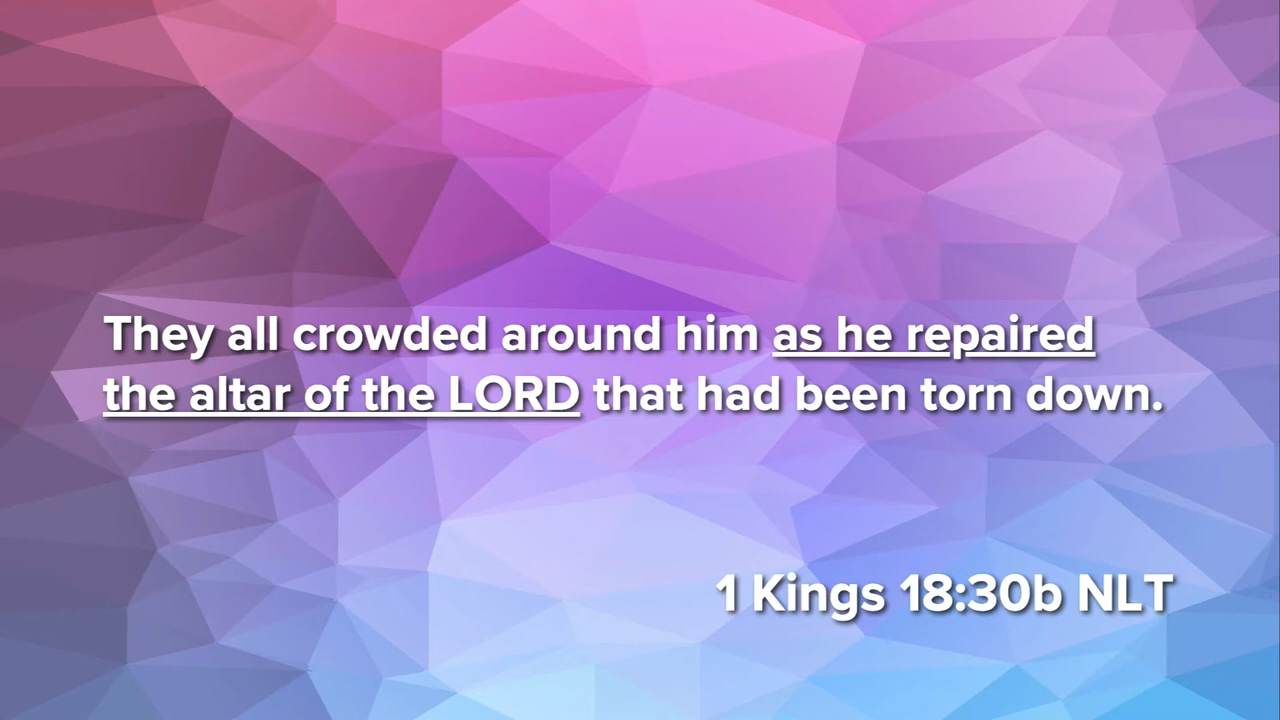 They all crowded around him as he repaired
the altar of the LORD that had been torn down.
1 Kings 18:30b NLT